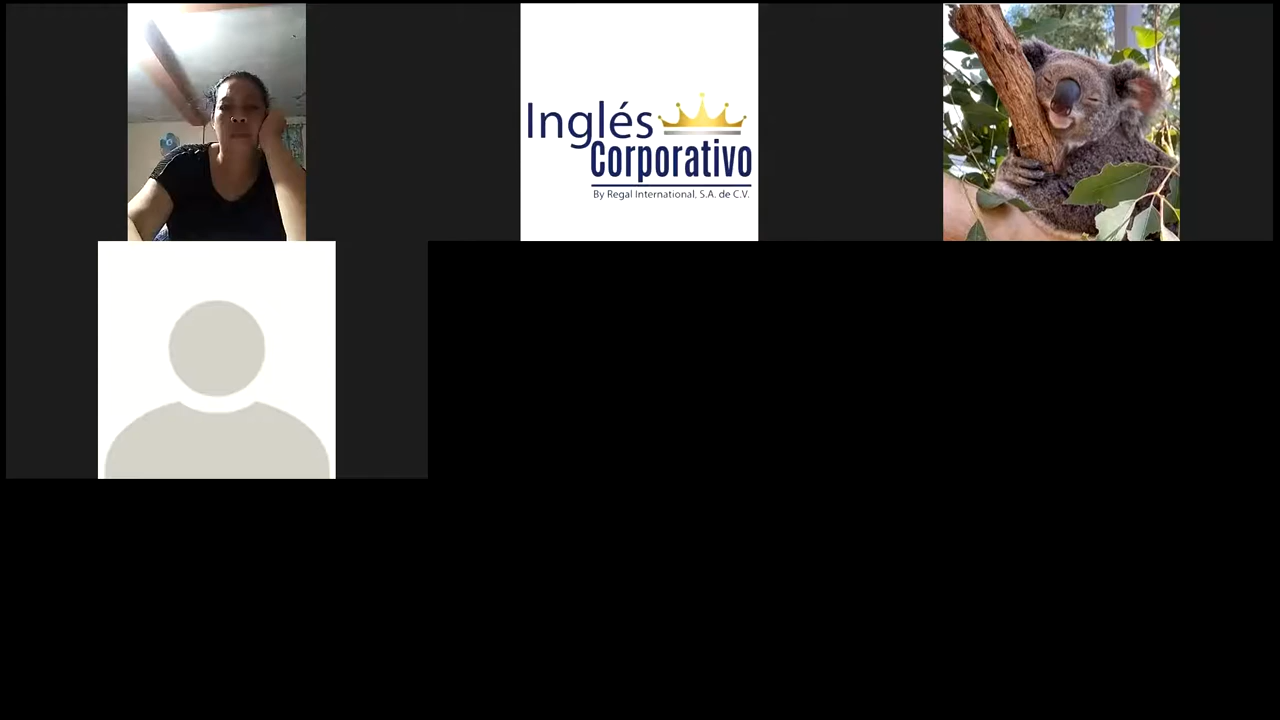 Inglés
Corporativo
By Regal International, S.A. de C.V.